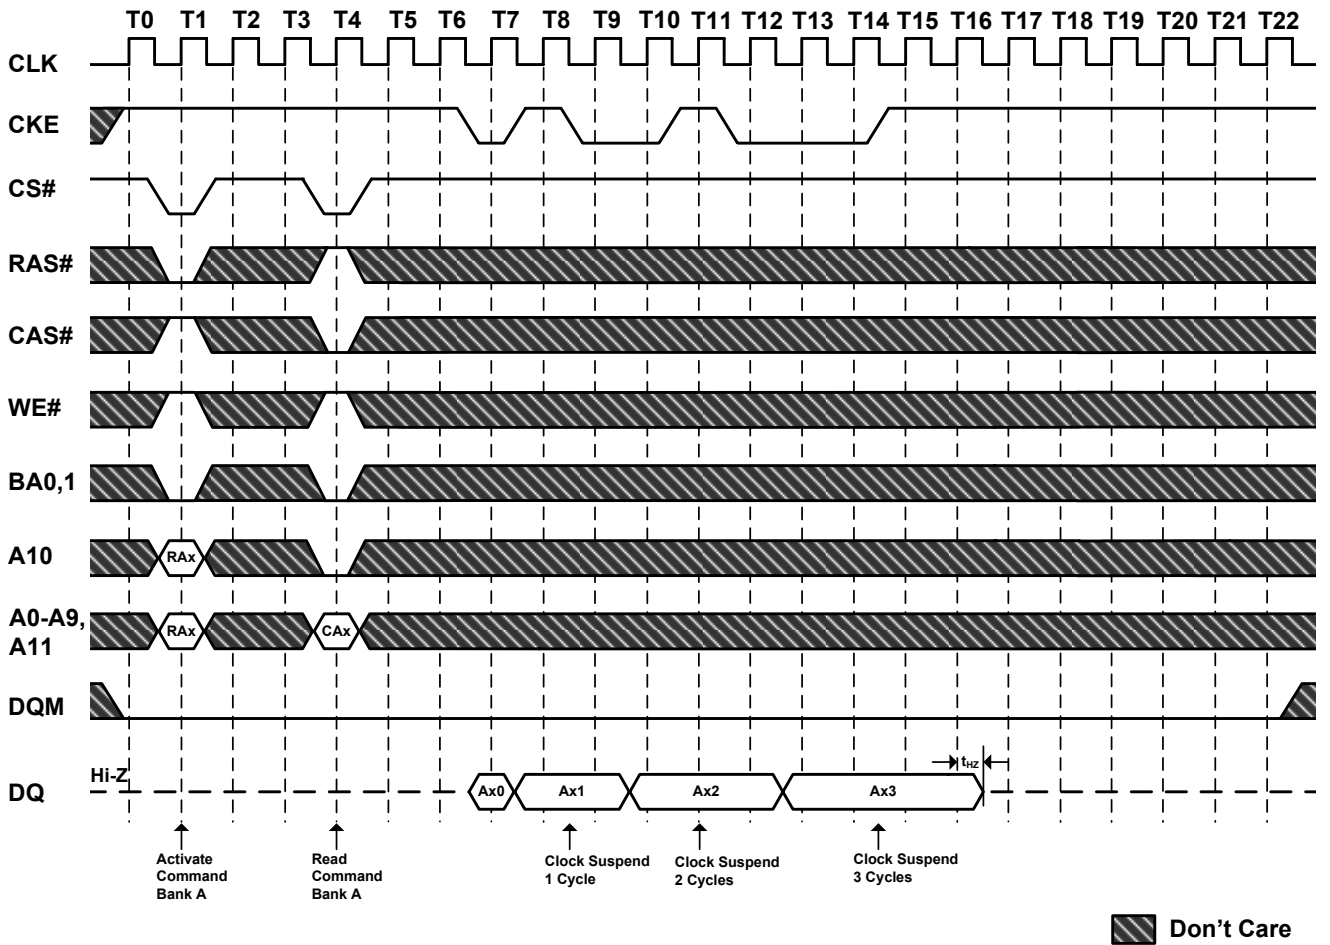 T0 T1 T2 T3 T4 T5 T6 T7 T8 T9 T10 T11 T12 T13 T14 T15 T16 T17 T18 T19 T20 T21 T22
CLK
CKE
CS#
RAS#
CAS#
WE#
BA0,1
A10 RAx
A0-A9,
A11 RAx CAx
DQM
tHZ
Hi-Z
DQ Ax0 Ax1 Ax2 Ax3
Activate
Command
Bank A
Read
Command
Bank A
Clock Suspend
1 Cycle
Clock Suspend
2 Cycles
Clock Suspend
3 Cycles
Don't Care